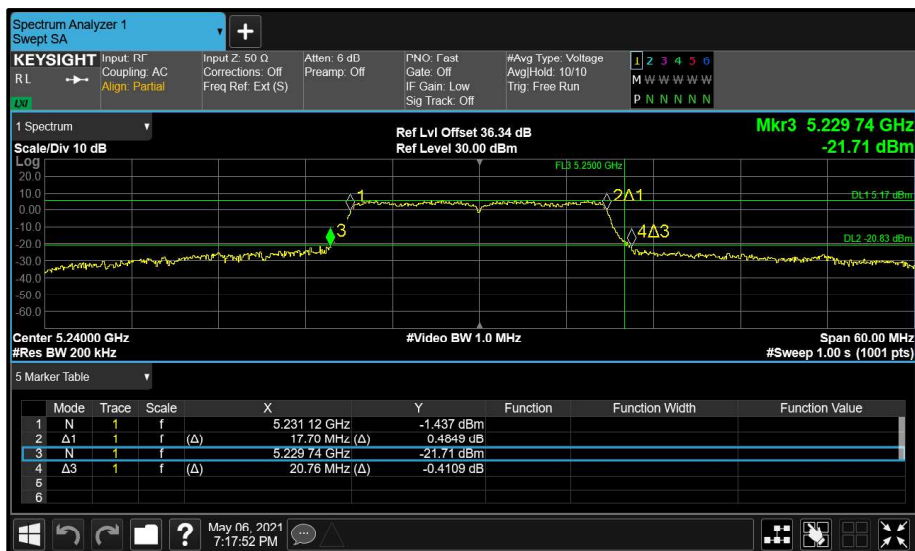 Spectrum Analyzer 1
Swept SA
+
KEYSIGHT
RL
LXI
Input: RF
Coupling: AC
Align: Partial
Input Z: 50 Ω
Corrections: Off
Freq Ref: Ext (S)
Atten: 6 dB
Preamp: Off
PNO: Fast
Gate: Off
IF Gain: Low
Sig Track: Off
#Avg Type: Voltage
Avg|Hold: 10/10
Trig: Free Run
1 2 3 4 5 6
M W W W W W
P N N N N N
1 Spectrum
Scale/Div 10 dB
Ref Lvl Offset 36.34 dB
Ref Level 30.00 dBm
Mkr3 5.229 74 GHz
-21.71 dBm
Log
20.0
10.0
0.00
-10.0
-20.0
-30.0
-40.0
-50.0
-60.0
FL3 5.2500 GHz
1
2Δ1
3
4Δ3
DL1 5.17 dBm
DL2 -20.83 dBm
Center 5.24000 GHz
#Res BW 200 kHz
#Video BW 1.0 MHz
Span 60.00 MHz
#Sweep 1.00 s (1001 pts)
5 Marker Table
Mode Trace Scale X Y Function Function Width Function Value
1 N 1 f 5.231 12 GHz -1.437 dBm
2 Δ1 1 f (Δ) 17.70 MHz (Δ) 0.4849 dB
3 N 1 f 5.229 74 GHz -21.71 dBm
4 Δ3 1 f (Δ) 20.76 MHz (Δ) -0.4109 dB
5
6
?
May 06, 2021
7:17:52 PM